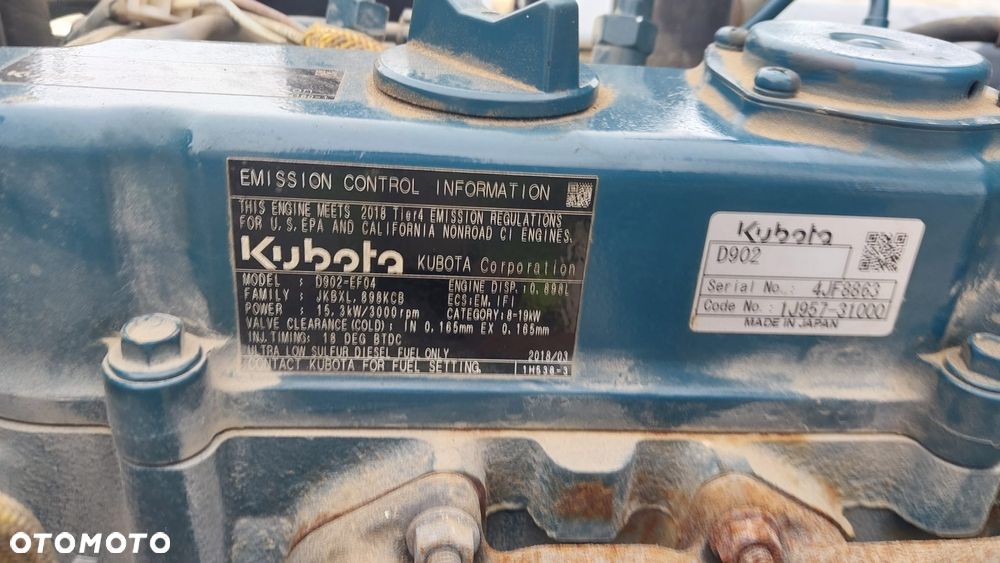 EMISSION CONTROL INFORMATION
THIS ENGINE MEETS 2018 Tier4 EMISSION REGULATIONS
FOR U.S.EPA AND CALIFORNIA NONROAD CI ENGINES.
Kubota KUBOTA Corporation
MODEL : D902-EF04 ENGINE DISP.:0.898L
FAMILY : JKBXL.898KCB ECS:EM.IFI
POWER : 15.3kW/3000rpm CATEGORY:8-19kW
VALVE CLEARANCE(COLD): IN 0.165mm EX 0.165mm
INJ.TIMING: 18 DEG BTDC
ULTRA LOW SULFUR DIESEL FUEL ONLY 2018/03
CONTACT KUBOTA FOR FUEL SETTING. 1H538-3
Kubota
D902
Serial No.: 4JF8863
Code No.: 1J957-31000
MADE IN JAPAN
OTOMOTO